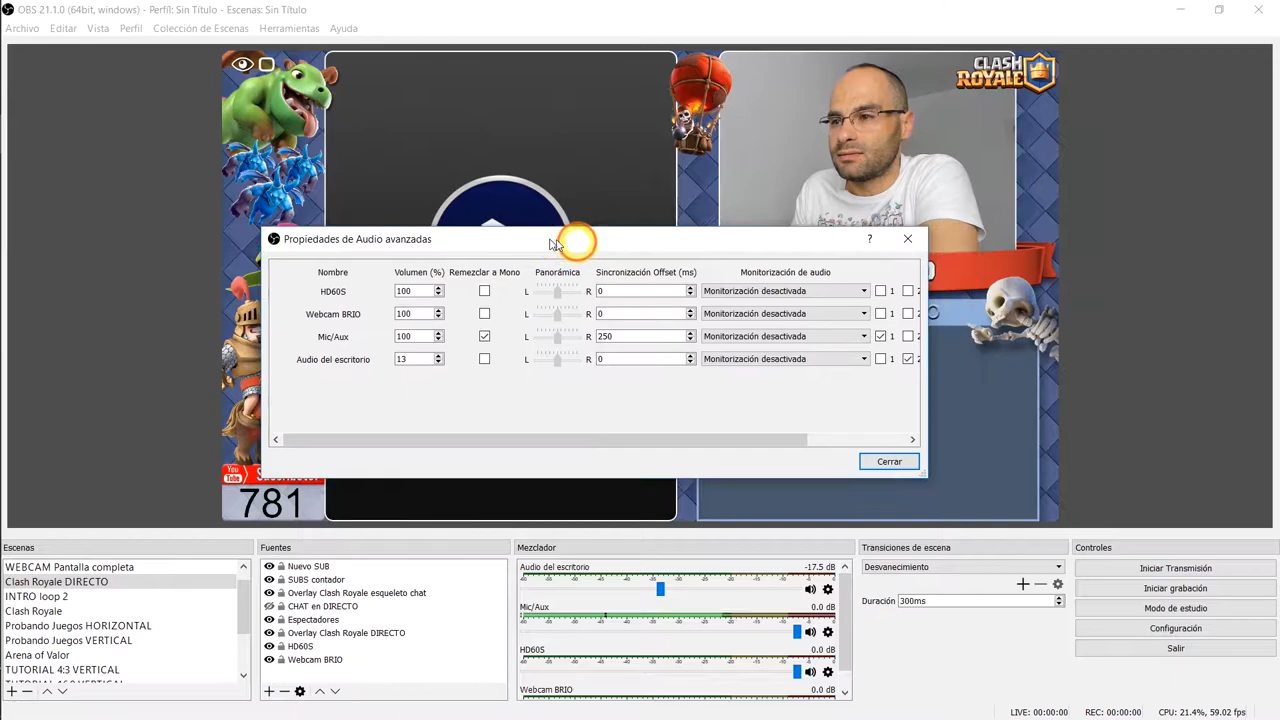 OBS 21.1.0 (64bit, windows) - Perfíl: Sin Título - Escenas: Sin Título
Archivo Editar Vista Perfil Colección de Escenas Herramientas Ayuda
CLASH
ROYALE
Propiedades de Audio avanzadas
?
Nombre Volumen (%) Remezclar a Mono Panorámica Sincronización Offset (ms) Monitorización de audio
HD60S 100 L R 0 Monitorización desactivada 1 2
Webcam BRIO 100 L R 0 Monitorización desactivada 1 2
Mic/Aux 100 L R 250 Monitorización desactivada 1 2
Audio del escritorio 13 L R 0 Monitorización desactivada 1 2
Cerrar
You
Tube
781
Escenas
WEBCAM Pantalla completa
Clash Royale DIRECTO
INTRO loop 2
Clash Royale
Probando Juegos HORIZONTAL
Probando Juegos VERTICAL
Arena of Valor
TUTORIAL 4:3 VERTICAL
Fuentes
Nuevo SUB
SUBS contador
Overlay Clash Royale esqueleto chat
CHAT en DIRECTO
Espectadores
Overlay Clash Royale DIRECTO
HD60S
Webcam BRIO
Mezclador
Audio del escritorio -17.5 dB
Mic/Aux 0.0 dB
HD60S 0.0 dB
Webcam BRIO 0.0 dB
Transiciones de escena
Desvanecimiento
Duración 300ms
Controles
Iniciar Transmisión
Iniciar grabación
Modo de estudio
Configuración
Salir
LIVE: 00:00:00 REC: 00:00:00 CPU: 21.4%, 59.02 fps